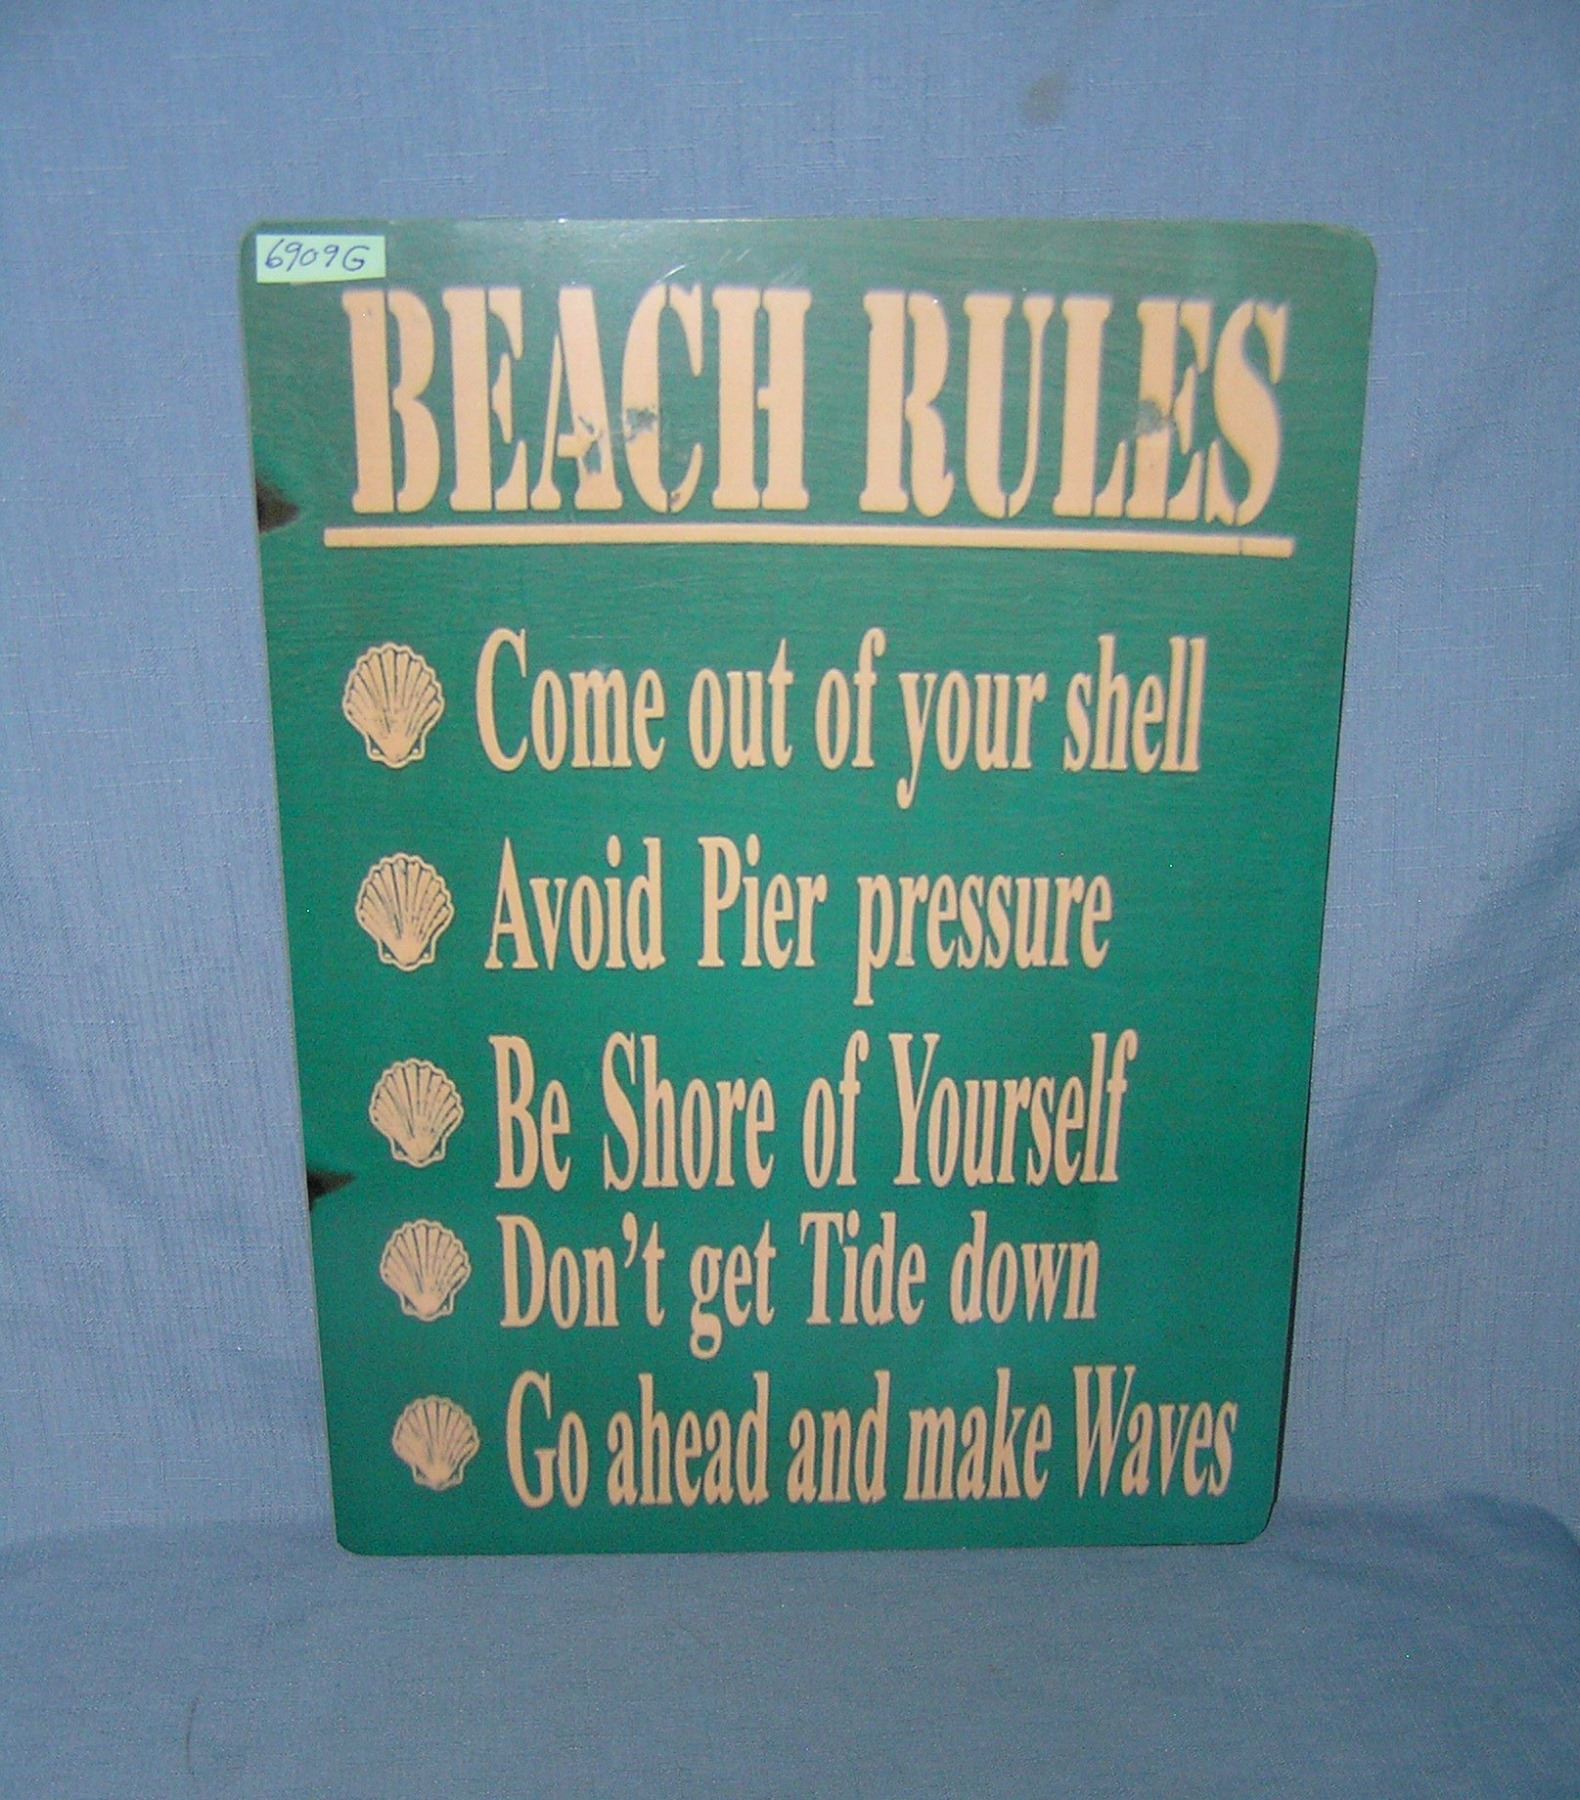 6909G
BEACH RULES
Come out of your shell
Avoid Pier pressure
Be Shore of Yourself
Don't get Tide down
Go ahead and make Waves